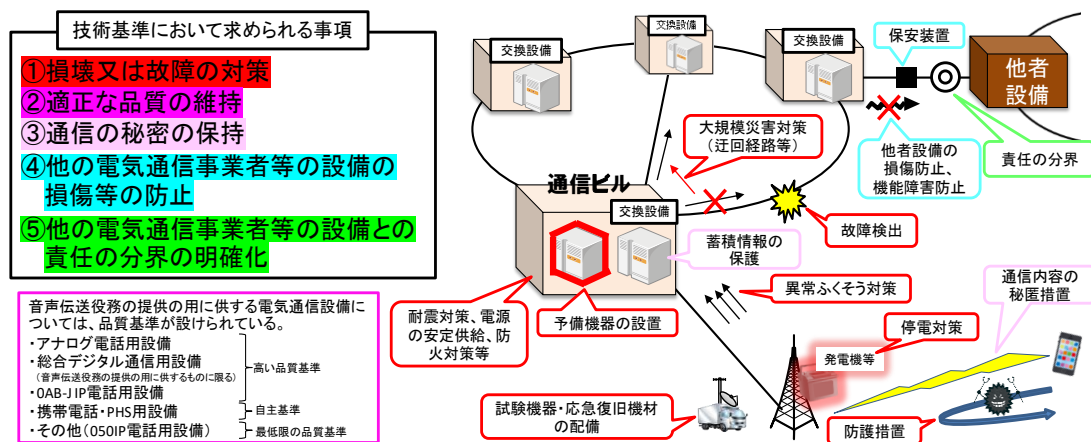 技術基準において求められる事項
①損壊又は故障の対策
②適正な品質の維持
③通信の秘密の保持
④他の電気通信事業者等の設備の
損傷等の防止
⑤他の電気通信事業者等の設備との
責任の分界の明確化
音声伝送役務の提供の用に供する電気通信設備に
ついては、品質基準が設けられている。
・アナログ電話用設備
・総合デジタル通信用設備
(音声伝送役務の提供の用に供するものに限る)
・0AB-J IP電話用設備
・携帯電話・PHS用設備
・その他(050IP電話用設備)
高い品質基準
自主基準
最低限の品質基準
交換設備
交換設備
交換設備
保安装置
他者
設備
大規模災害対策
(迂回経路等)
他者設備の
損傷防止、
機能障害防止
責任の分界
通信ビル
交換設備
故障検出
蓄積情報の
保護
耐震対策、電源
の安定供給、防
火対策等
予備機器の設置
異常ふくそう対策
通信内容の
秘匿措置
停電対策
発電機等
試験機器・応急復旧機材
の配備
防護措置